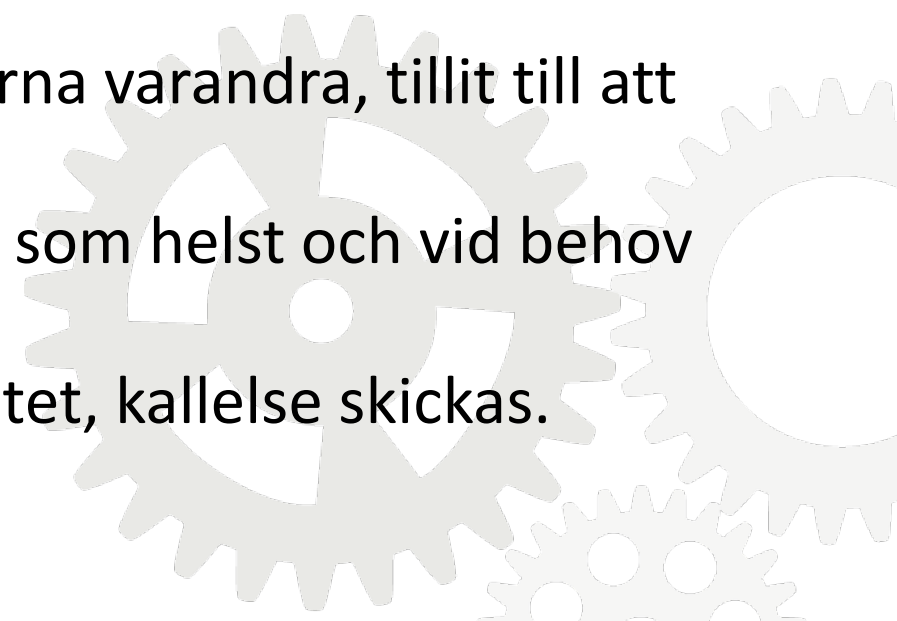 rna varandra, tillit till att
som helst och vid behov
tet, kallelse skickas.